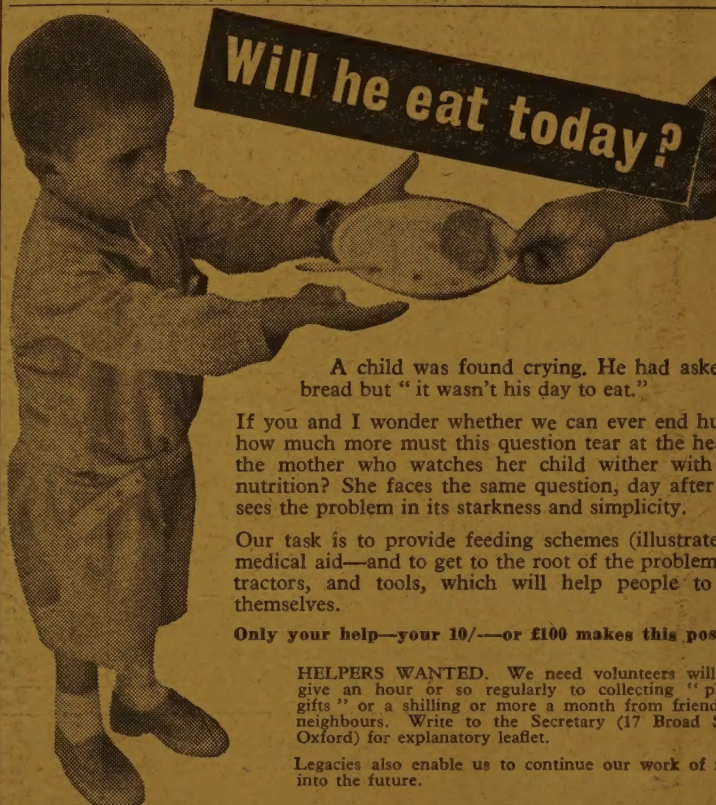 Will he eat today?
A child was found crying. He had aske
bread but “ it wasn't his day to eat.”
If you and I wonder whether we can ever end hu
how much more must this question tear at the hea
the mother who watches her child wither with
nutrition? She faces the same question, day after
sees the problem in its starkness and simplicity.
Our task is to provide feeding schemes (illustrate
medical aid—and to get to the root of the problem
tractors, and tools, which will help people to
themselves.
Only your help—your 10/-—or £100 makes this pos
HELPERS WANTED. We need volunteers will
give an hour or so regularly to collecting “ p
gifts ” or a shilling or more a month from friend
neighbours. Write to the Secretary (17 Broad S
Oxford) for explanatory leaflet.
Legacies also enable us to continue our work of
into the future.